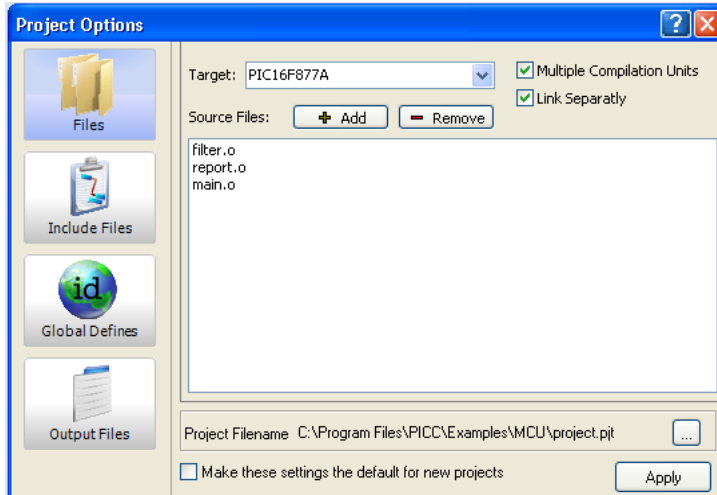 Project Options
Files
Include Files
id
Global Defines
Output Files
Target: PIC16F877A
Multiple Compilation Units
Link Separatly
Source Files: Add Remove
filter.o
report.o
main.o
Project Filename C:\Program Files\PICC\Examples\MCU\project.pjt ...
Make these settings the default for new projects
Apply